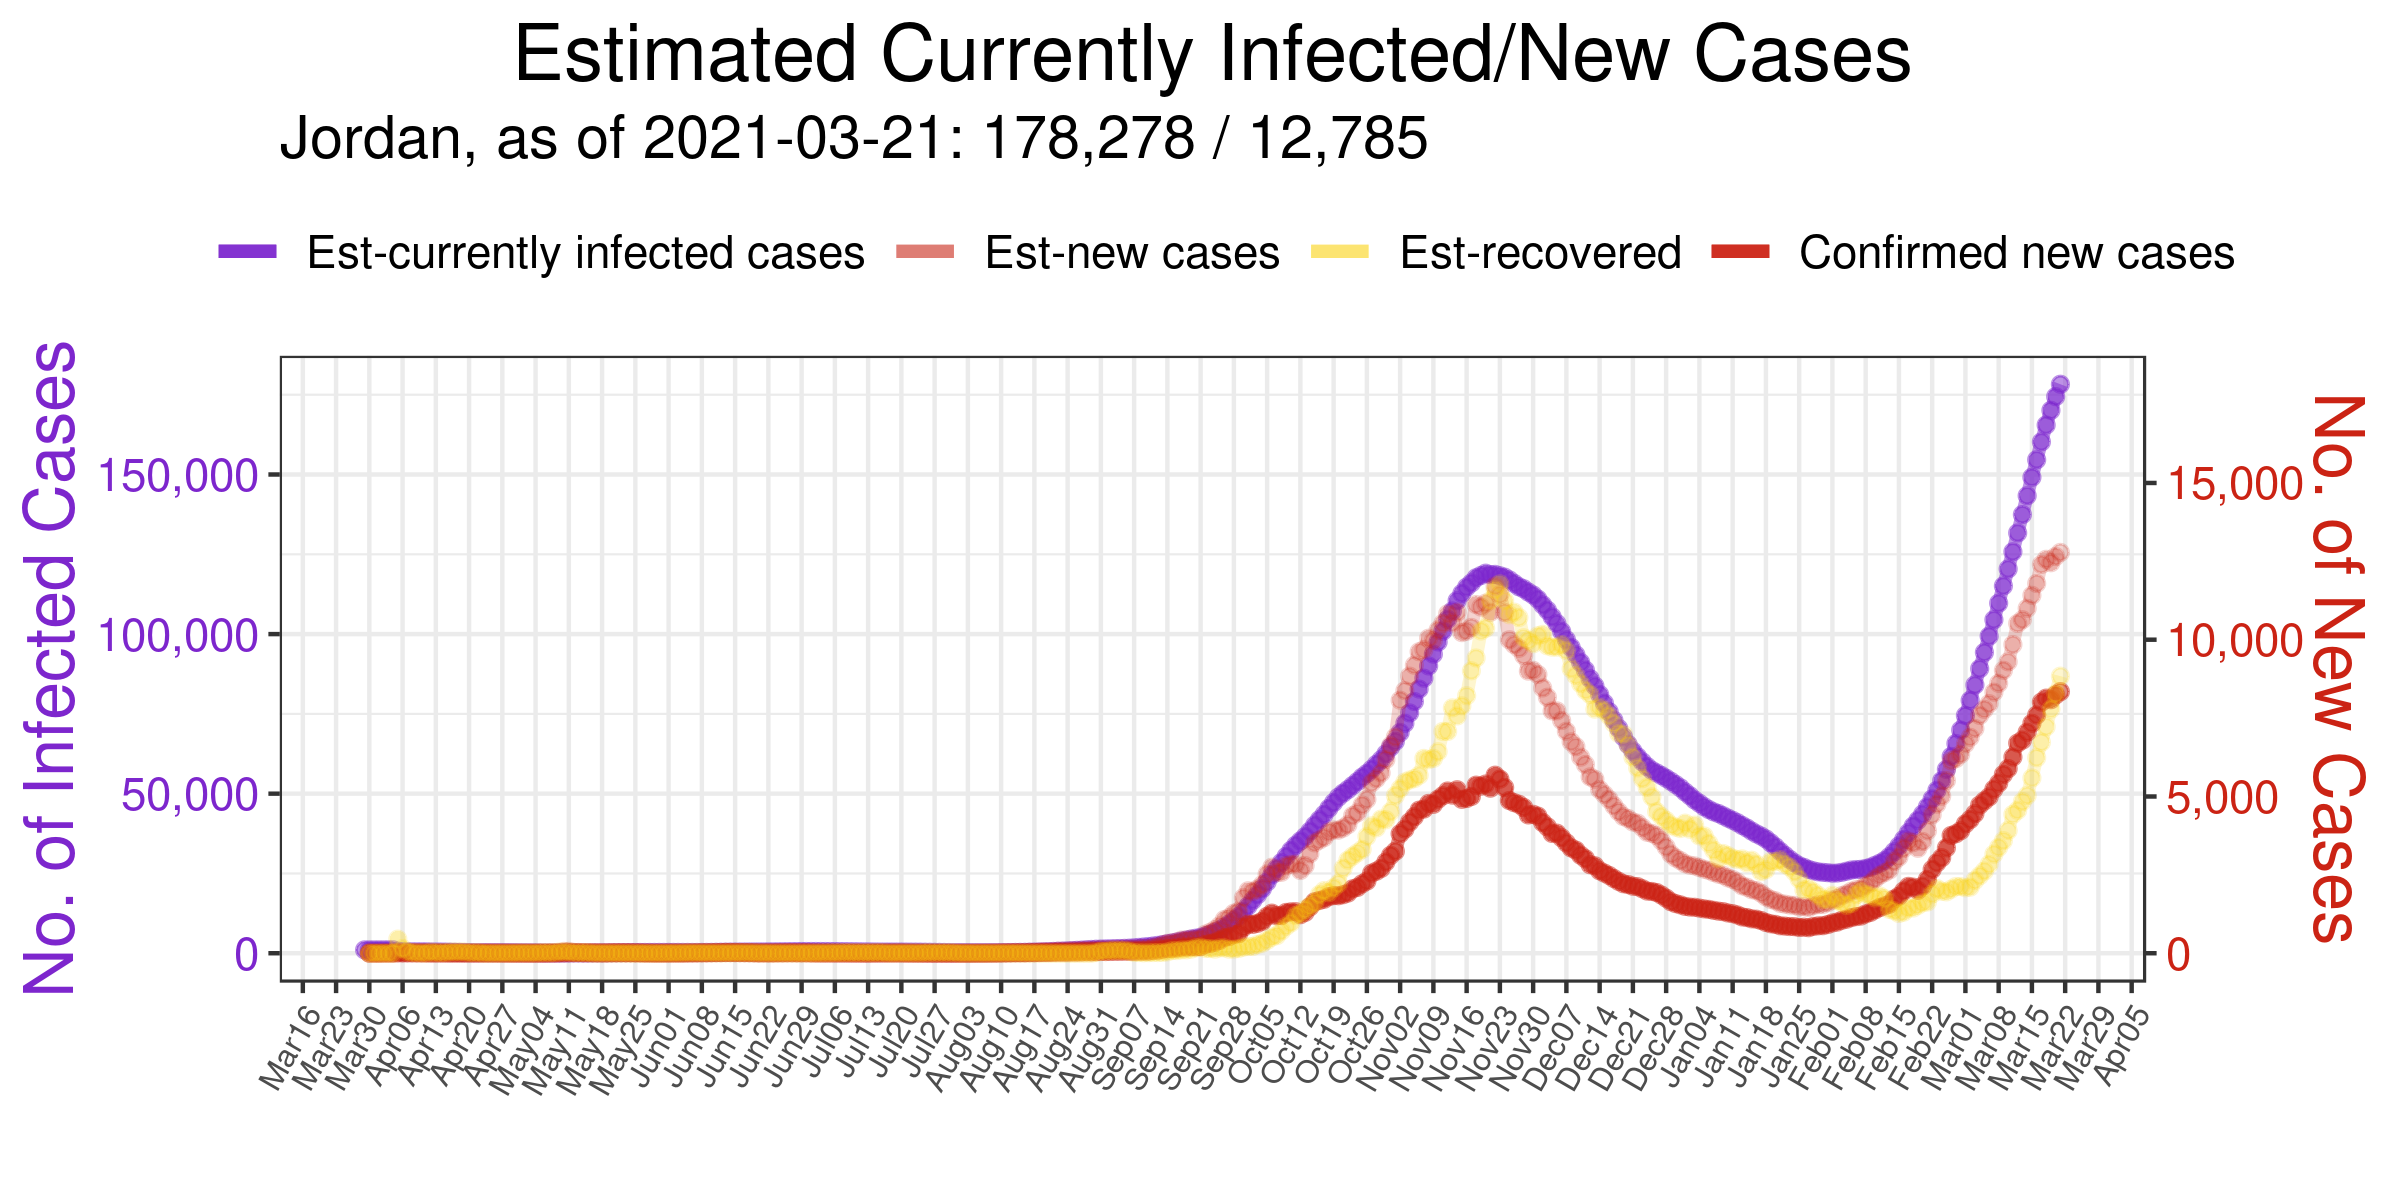 Estimated Currently Infected/New Cases
Jordan, as of 2021-03-21: 178,278 / 12,785
Est-currently infected cases Est-new cases Est-recovered Confirmed new cases
No. of Infected Cases
150,000
100,000
50,000
0
15,000
10,000
5,000
0
No. of New Cases
Mar16 Mar23 Mar30 Apr06 Apr13 Apr20 Apr27 May04 May11 May18 May25 Jun01 Jun08 Jun15 Jun22 Jun29 Jul06 Jul13 Jul20 Jul27 Aug03 Aug10 Aug17 Aug24 Aug31 Sep07 Sep14 Sep21 Sep28 Oct05 Oct12 Oct19 Oct26 Nov02 Nov09 Nov16 Nov23 Nov30 Dec07 Dec14 Dec21 Dec28 Jan04 Jan11 Jan18 Jan25 Feb01 Feb08 Feb15 Feb22 Mar01 Mar08 Mar15 Mar22 Mar29 Apr05